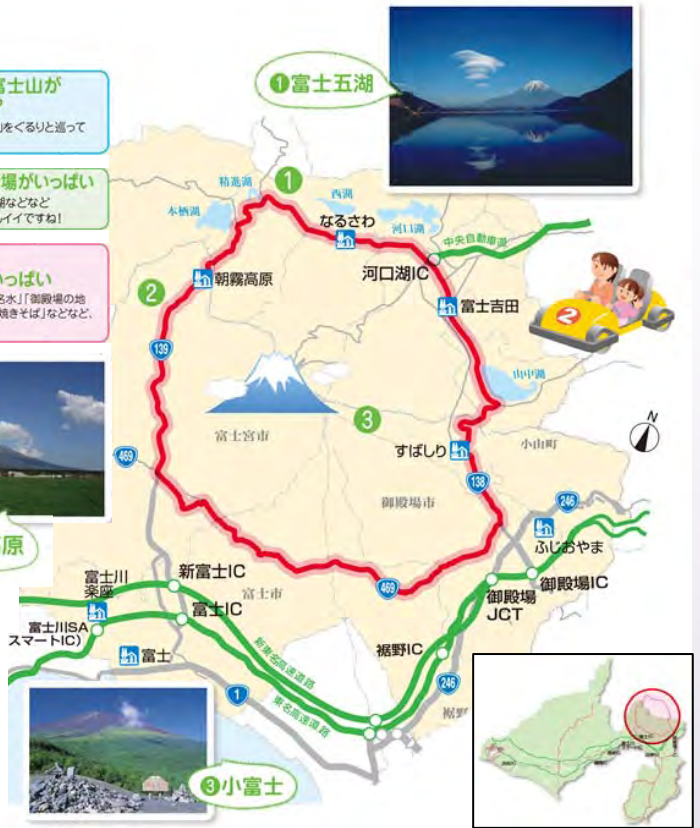 富士山が
?
山をぐるりと巡って
場がいっぱい
湖などなど
イイですね！
いっぱい
名水」「御殿場の地
焼きそば」などなど、
❶富士五湖
精進湖
1
西湖
本栖湖
なるさわ
河口湖
中央自動車道
河口湖IC
2
朝霧高原
富士吉田
2
139
山中湖
3
N
富士宮市
すばしり
小山町
469
138
御殿場市
246
原
ふじおやま
富士川
楽座
新富士IC
469
御殿場IC
御殿場
JCT
富士市
富士川SA
スマートIC）
富士IC
裾野IC
富士
新東名高速道路
246
1
東名高速道路
裾野
❸小富士